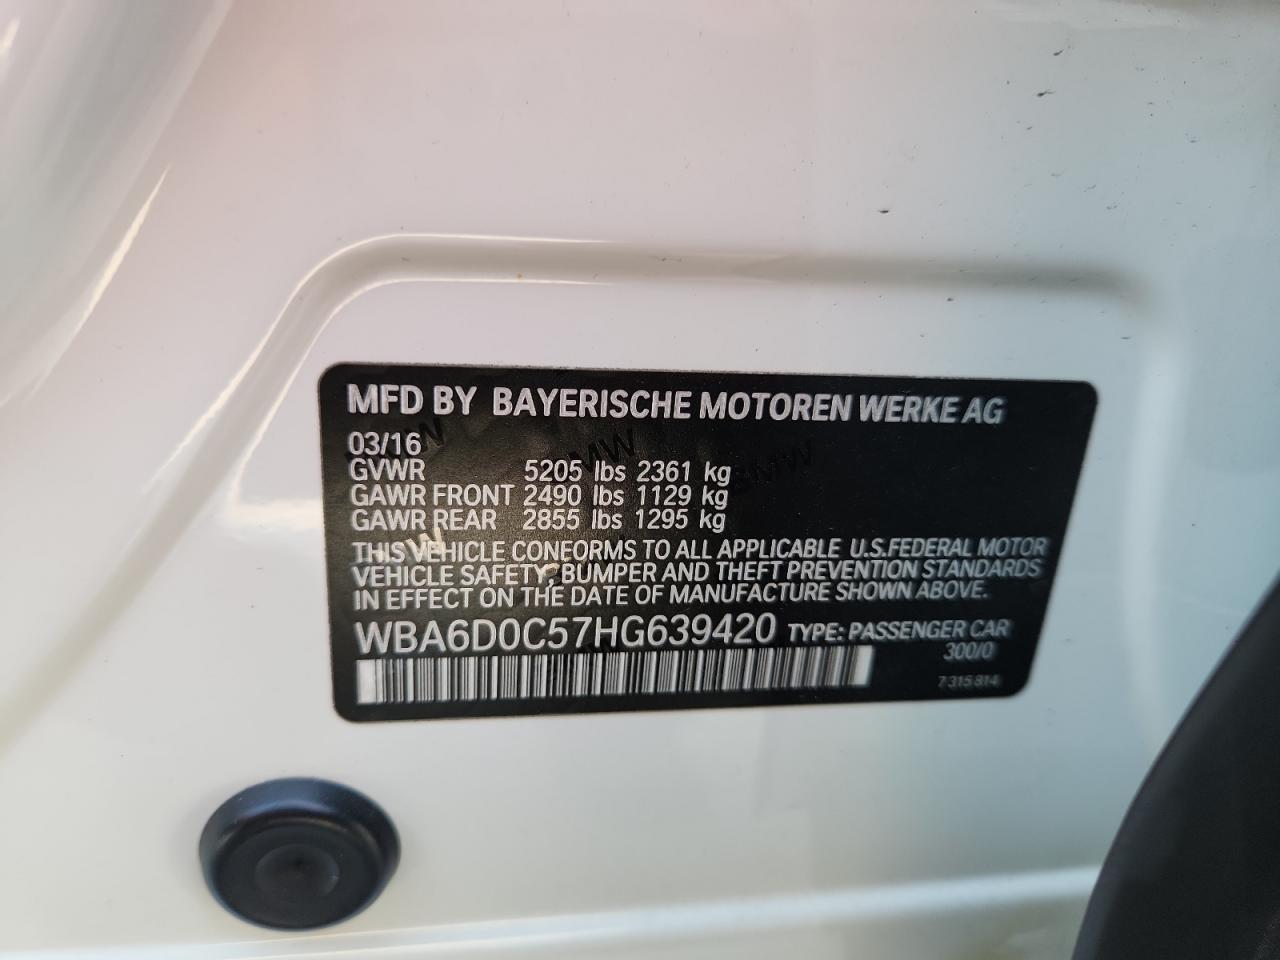 MFD BY BAYERISCHE MOTOREN WERKE AG
03/16
GVWR 5205 lbs 2361 kg
GAWR FRONT 2490 lbs 1129 kg
GAWR REAR 2855 lbs 1295 kg
THIS VEHICLE CONFORMS TO ALL APPLICABLE U.S.FEDERAL MOTOR
VEHICLE SAFETY, BUMPER AND THEFT PREVENTION STANDARDS
IN EFFECT ON THE DATE OF MANUFACTURE SHOWN ABOVE.
WBA6D0C57HG639420 TYPE: PASSENGER CAR
300/0
7 315 814